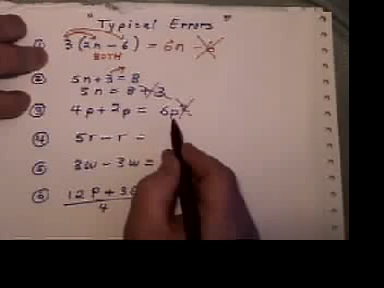 "Typical Errors"
① 3(2n - 6) = 6n - 6
BOTH
② 5n + 3 = 8
5n = 8 + 3
③ 4p + 2p = 6p²
④ 5r - r =
⑤ 3w - 3w =
⑥ 12p + 3
4